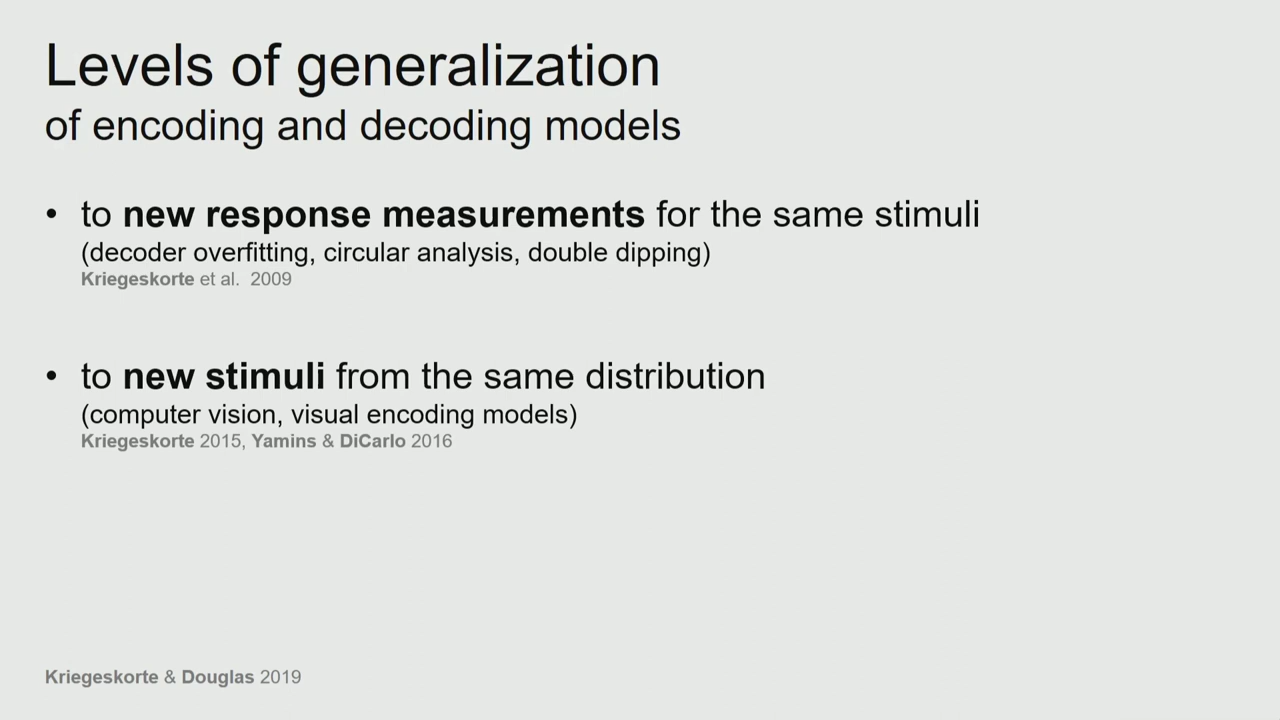 Levels of generalization
of encoding and decoding models
• to new response measurements for the same stimuli
(decoder overfitting, circular analysis, double dipping)
Kriegeskorte et al.  2009
• to new stimuli from the same distribution
(computer vision, visual encoding models)
Kriegeskorte 2015, Yamins & DiCarlo 2016
Kriegeskorte & Douglas 2019